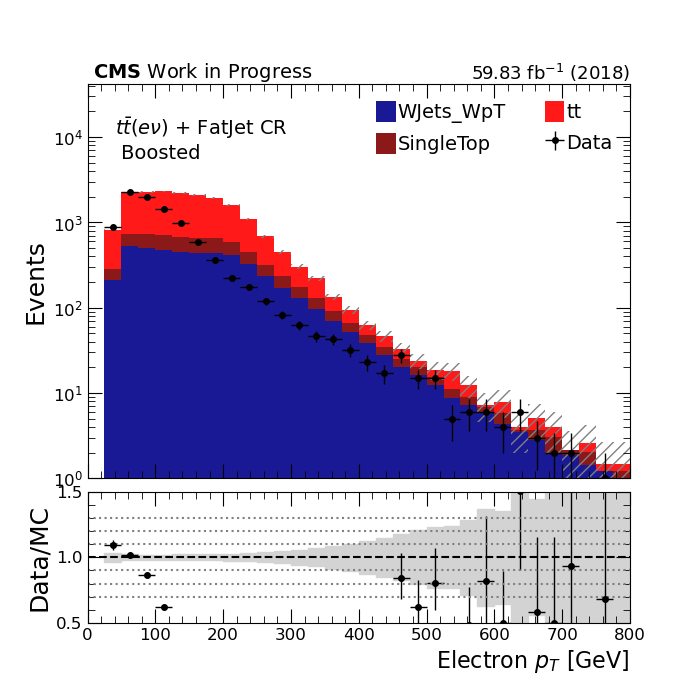 CMS Work in Progress 59.83 fb⁻¹ (2018)
tt̄(eν) + FatJet CR
Boosted
WJets_WpT
tt
SingleTop
Data
Events
10⁴
10³
10²
10¹
10⁰
Data/MC
1.5
1.0
0.5
0 100 200 300 400 500 600 700 800
Electron p_T [GeV]